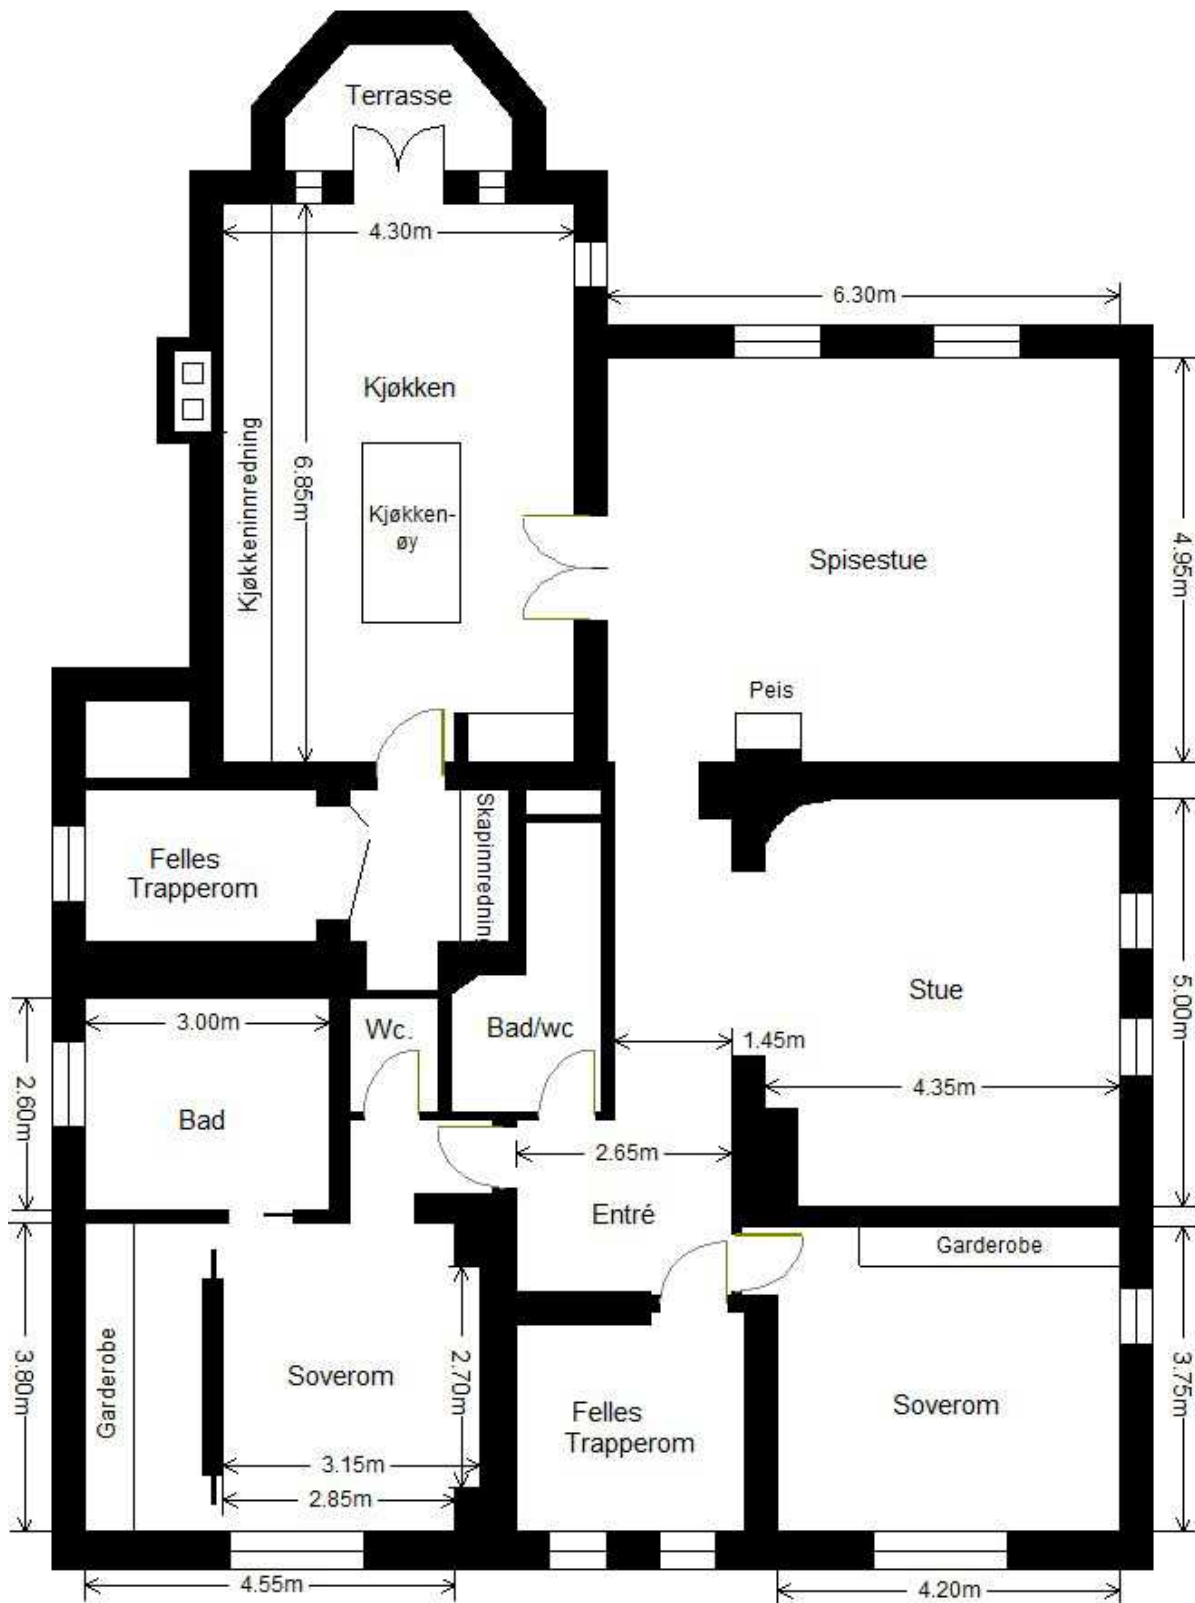 Terrasse
4.30m
6.30m
Kjøkken
Kjøkkeninnredning
6.85m
Kjøkken-
øy
Spisestue
4.95m
Peis
Skapinnredning
Felles
Trapperom
Stue
5.00m
3.00m
Wc.
Bad/wc
1.45m
4.35m
2.60m
Bad
2.65m
Entré
Garderobe
3.80m
Garderobe
Soverom
2.70m
3.15m
2.85m
Felles
Trapperom
Soverom
3.75m
4.55m
4.20m